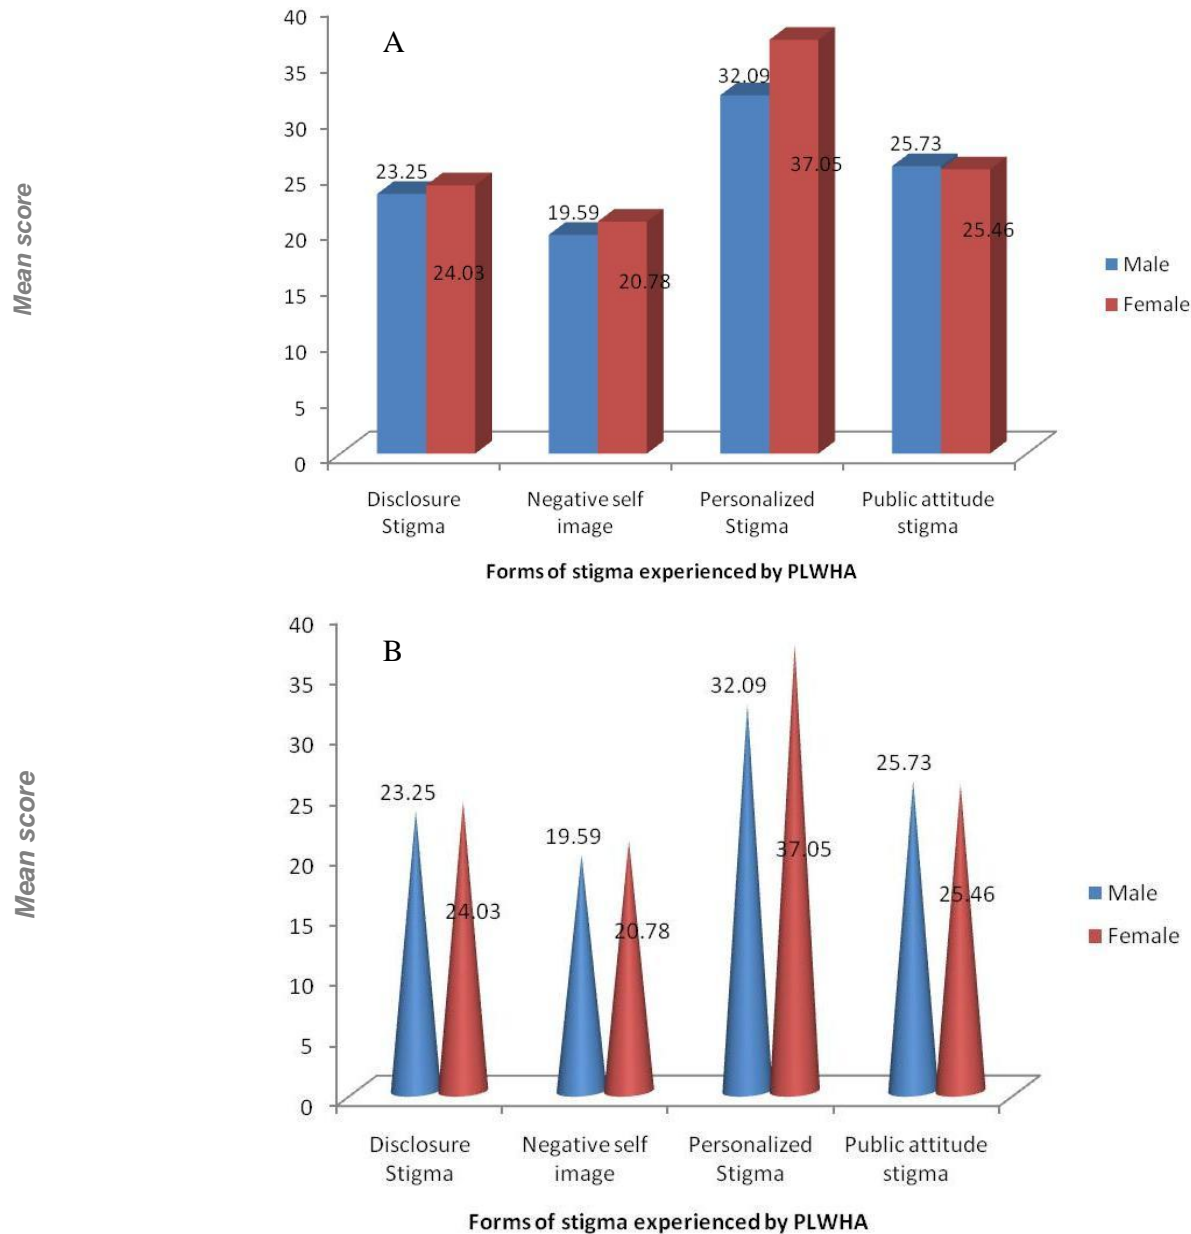 A
40
35
30
25
20
15
10
5
0
Mean score
23.25
24.03
19.59
20.78
32.09
37.05
25.73
25.46
Male
Female
Disclosure
Stigma
Negative self
image
Personalized
Stigma
Public attitude
stigma
Forms of stigma experienced by PLWHA
B
40
35
30
25
20
15
10
5
0
Mean score
23.25
24.03
19.59
20.78
32.09
37.05
25.73
25.46
Male
Female
Disclosure
Stigma
Negative self
image
Personalized
Stigma
Public attitude
stigma
Forms of stigma experienced by PLWHA